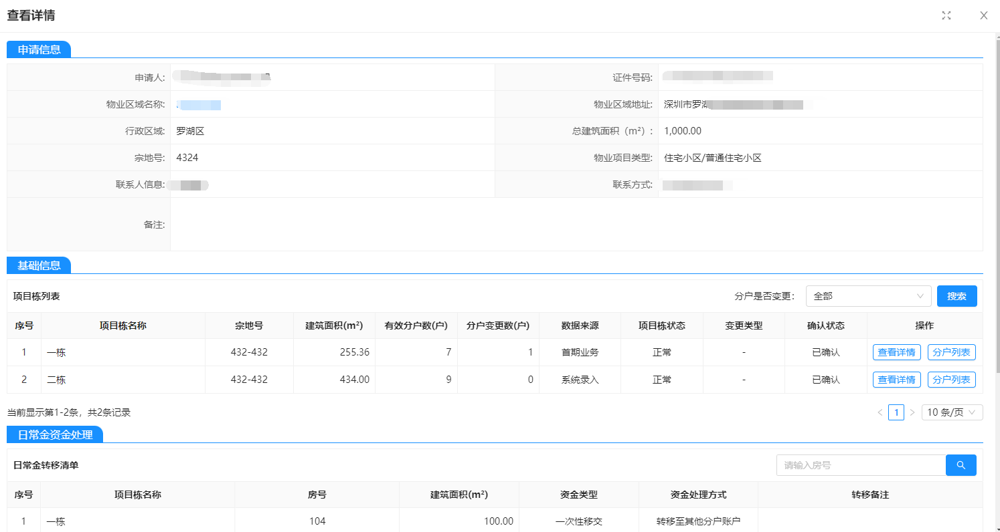 查看详情
申请信息
申请人: 证件号码:
物业区域名称: 物业区域地址: 深圳市罗湖
行政区域: 罗湖区 总建筑面积（m²）: 1,000.00
宗地号: 4324 物业项目类型: 住宅小区/普通住宅小区
联系人信息: 联系方式:
备注:
基础信息
项目栋列表 分户是否变更: 全部 搜索
序号 项目栋名称 宗地号 建筑面积(m²) 有效分户数(户) 分户变更数(户) 数据来源 项目栋状态 变更类型 确认状态 操作
1 一栋 432-432 255.36 7 1 首期业务 正常 - 已确认 查看详情 分户列表
2 二栋 432-432 434.00 9 0 系统录入 正常 - 已确认 查看详情 分户列表
当前显示第1-2条，共2条记录 < 1 > 10 条/页
日常金资金处理
日常金转移清单 请输入房号
序号 项目栋名称 房号 建筑面积(m²) 资金类型 资金处理方式 转移备注
1 一栋 104 100.00 一次性移交 转移至其他分户账户